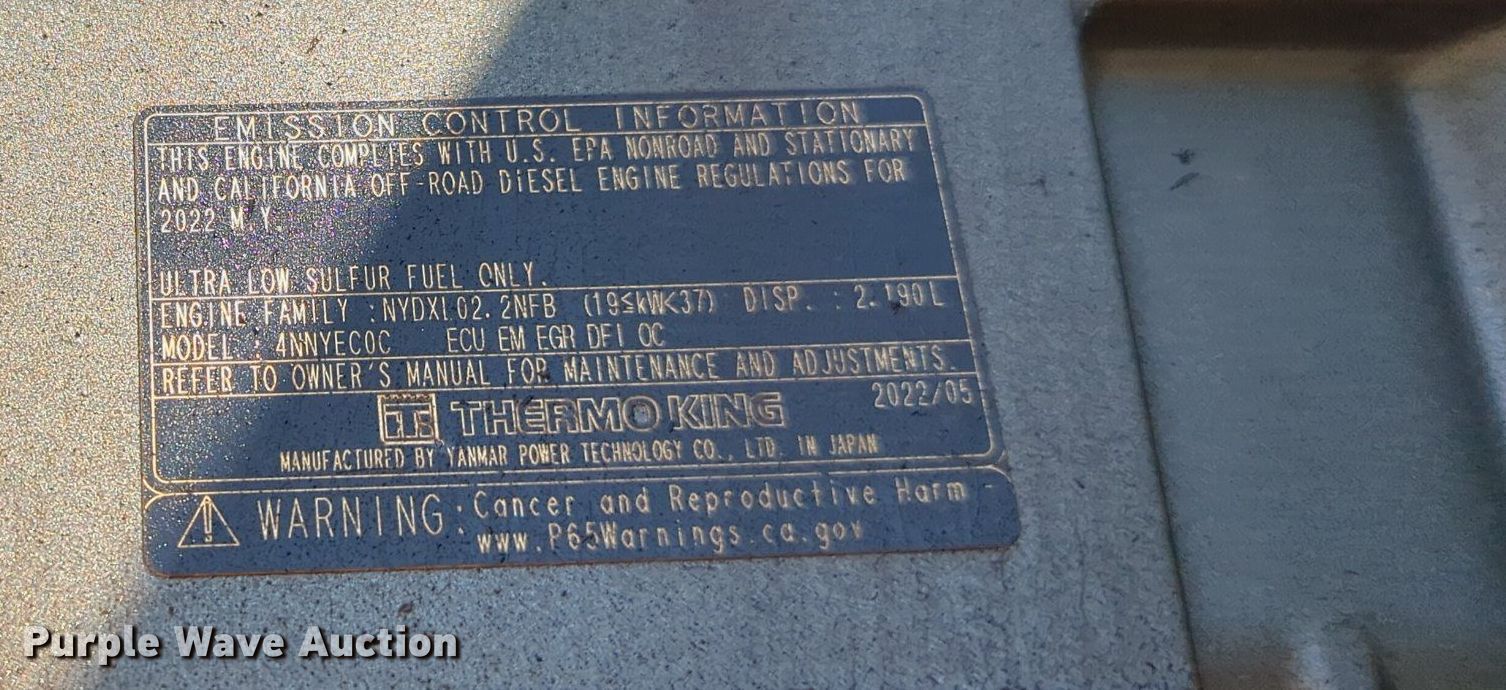 EMISSION CONTROL INFORMATION
THIS ENGINE COMPLIES WITH U.S. EPA NONROAD AND STATIONARY
AND CALIFORNIA OFF-ROAD DIESEL ENGINE REGULATIONS FOR
2022 M.Y.
ULTRA LOW SULFUR FUEL ONLY.
ENGINE FAMILY : NYDXL02.2NFB (19≤kW<37) DISP. : 2.190L
MODEL : 4NNYECOC ECU EM EGR DFI OC
REFER TO OWNER'S MANUAL FOR MAINTENANCE AND ADJUSTMENTS.
2022/05
THERMO KING
MANUFACTURED BY YANMAR POWER TECHNOLOGY CO., LTD. IN JAPAN
WARNING: Cancer and Reproductive Harm -
www.P65Warnings.ca.gov
Purple Wave Auction